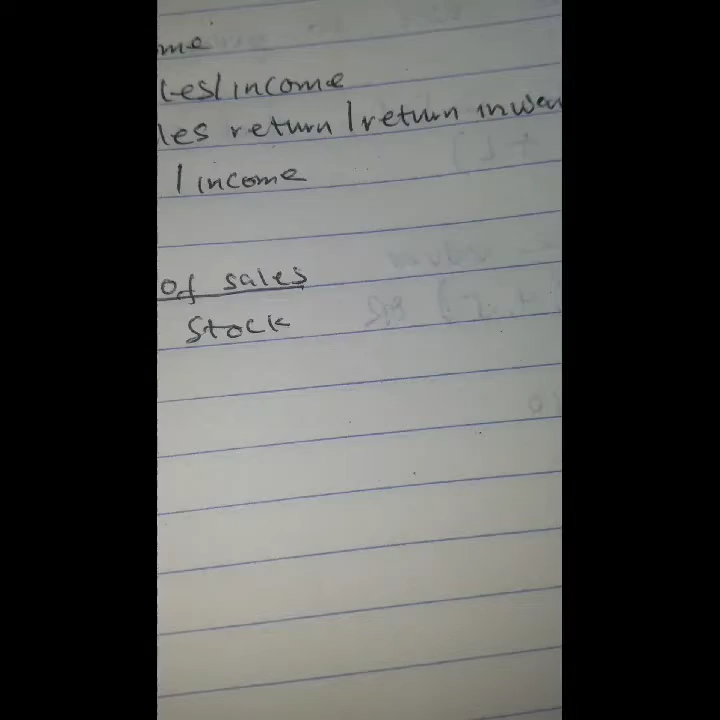 me
les/income
les return/return inwa
/income
of sales
Stock